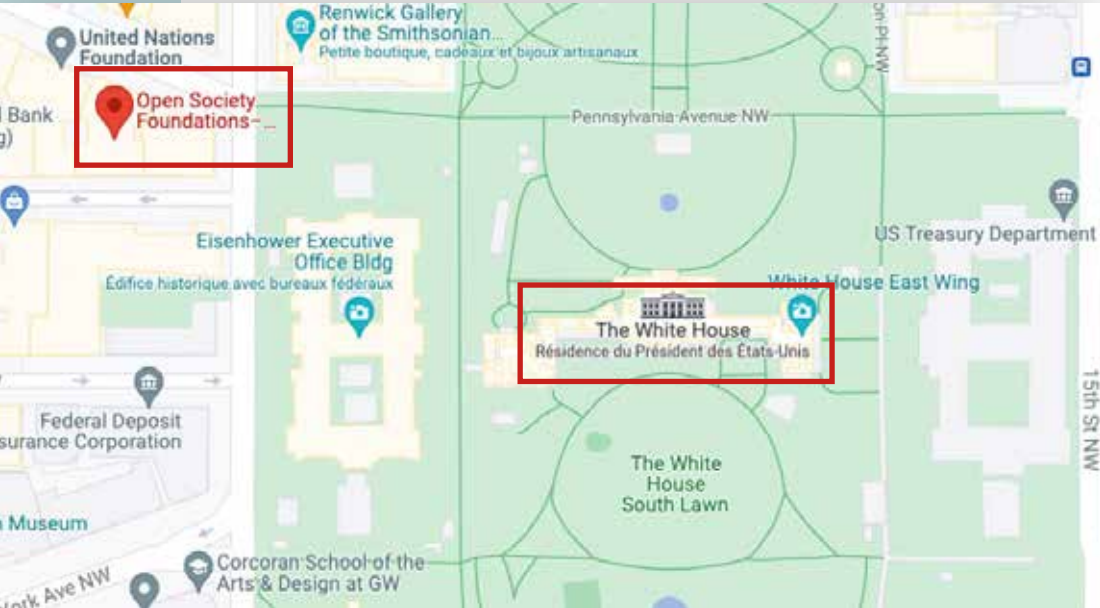 United Nations
Foundation
Renwick Gallery
of the Smithsonian...
Petite boutique, cadeaux et bijoux artisanaux
on Pl NW
Open Society
Foundations– ...
Bank
g)
Pennsylvania Avenue NW
US Treasury Department
Eisenhower Executive
Office Bldg
Édifice historique avec bureaux fédéraux
White House East Wing
The White House
Résidence du Président des États-Unis
15th St NW
Federal Deposit
surance Corporation
The White
House
South Lawn
Museum
Corcoran School of the
Arts & Design at GW
York Ave NW